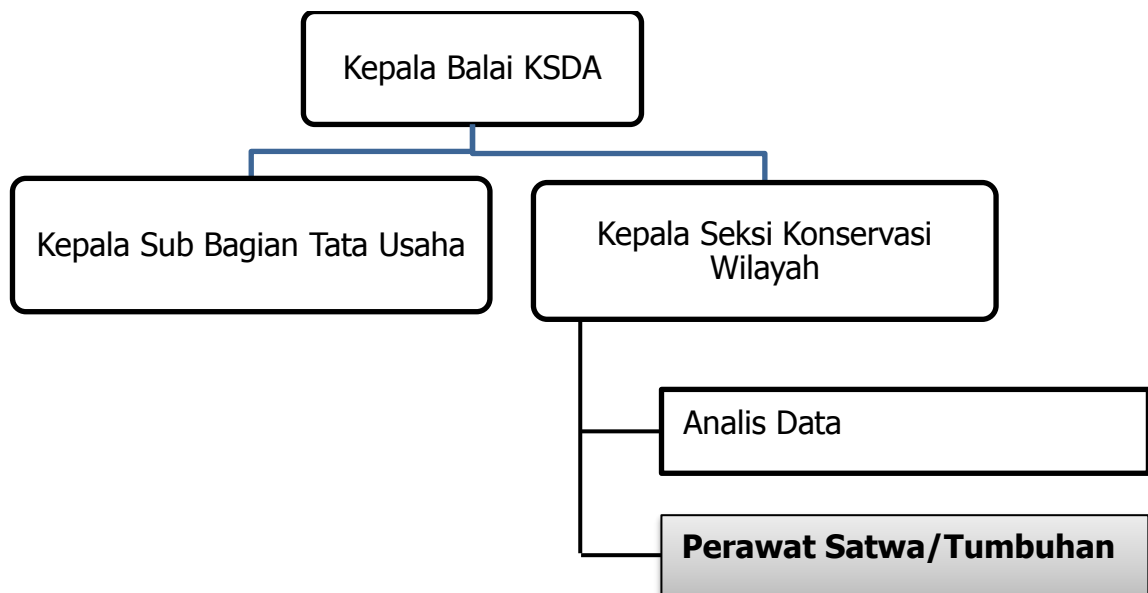 Kepala Balai KSDA
Kepala Sub Bagian Tata Usaha
Kepala Seksi Konservasi
Wilayah
Analis Data
Perawat Satwa/Tumbuhan